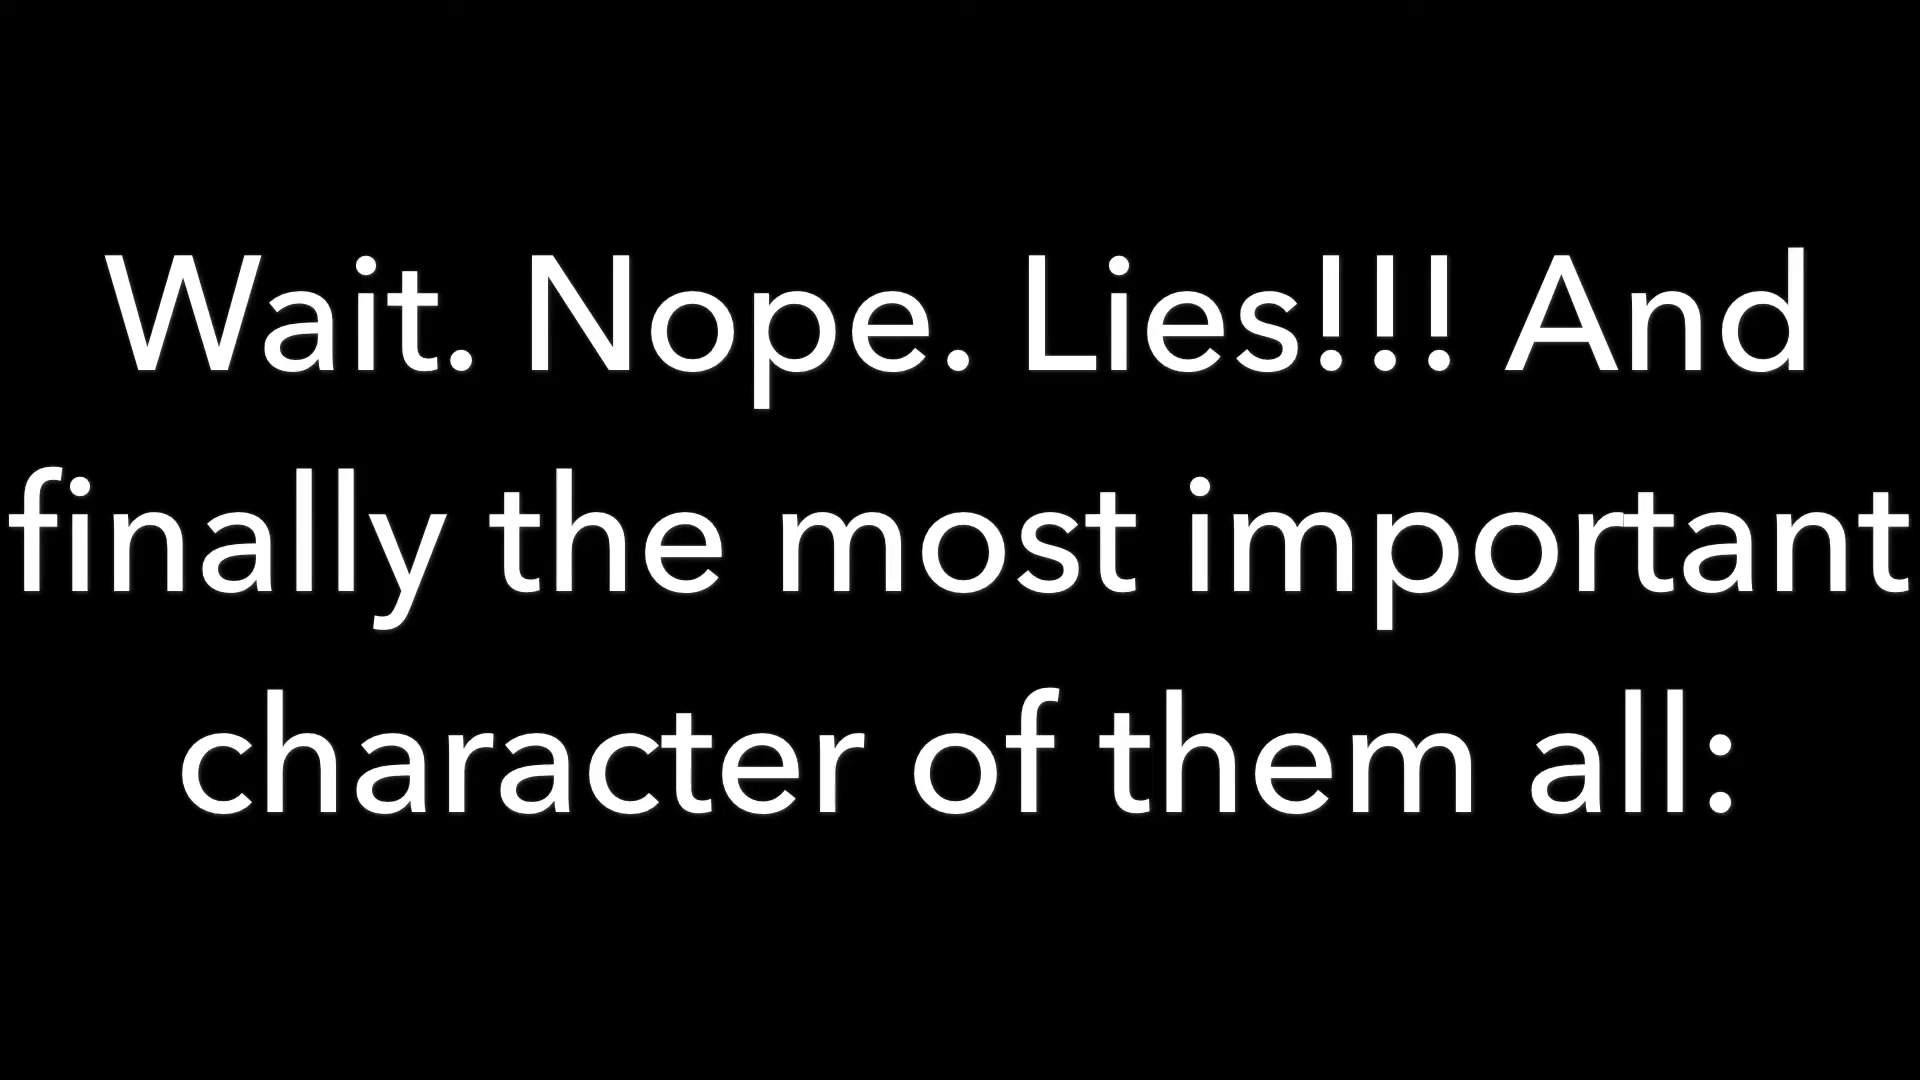 Wait. Nope. Lies!!! And
finally the most important
character of them all: